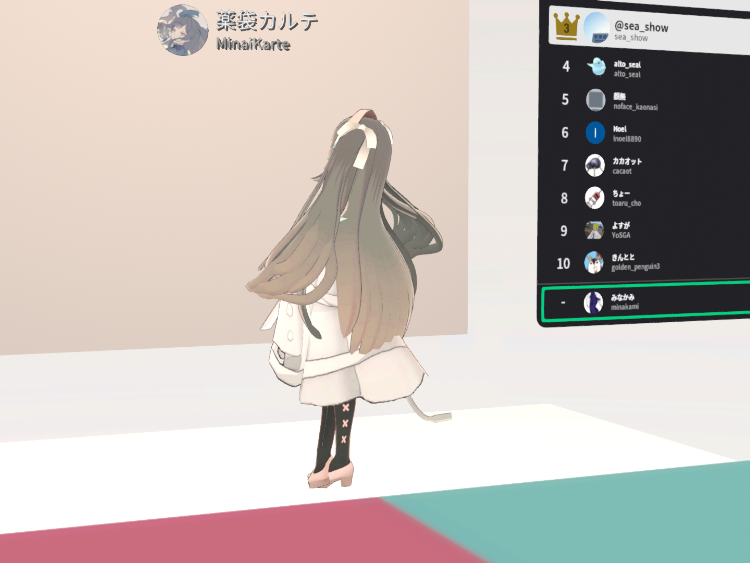 薬袋カルテ
MinaiKarte
3
@sea_show
sea_show
4
alto_seal
alto_seal
5
noface_kaonasi
6
Noel
lnoel8890
7
カカオット
cacaot
8
ちょー
toaru_cho
9
よすが
YoSGA
10
きんとと
golden_penguin3
-
みなかみ
minakami